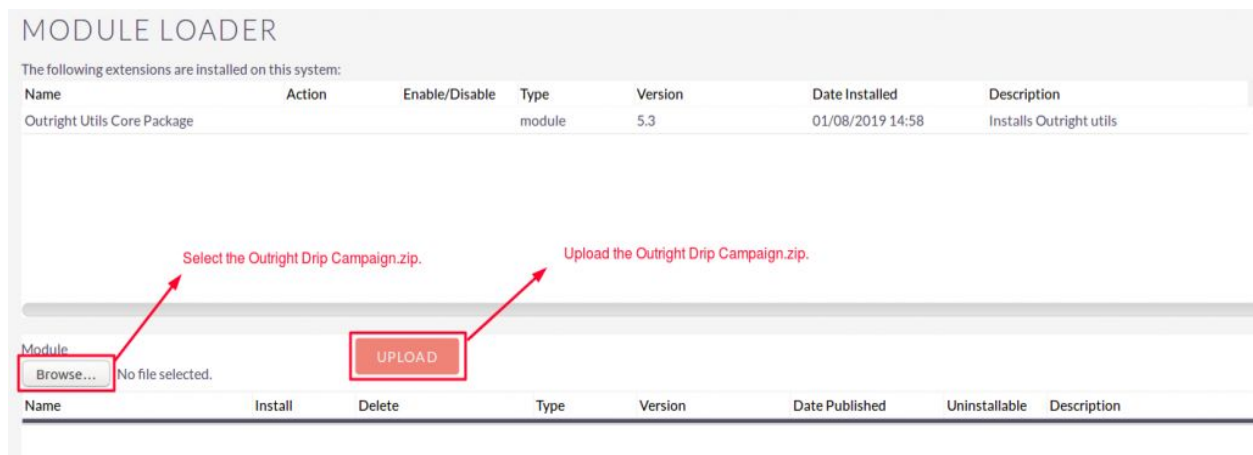 MODULE LOADER
The following extensions are installed on this system:
Name Action Enable/Disable Type Version Date Installed Description
Outright Utils Core Package module 5.3 01/08/2019 14:58 Installs Outright utils
Select the Outright Drip Campaign.zip. Upload the Outright Drip Campaign.zip.
Module
UPLOAD
Browse... No file selected.
Name Install Delete Type Version Date Published Uninstallable Description